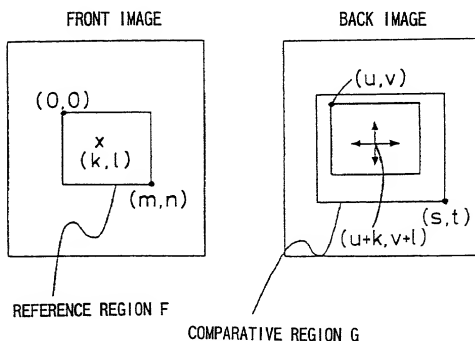 FRONT IMAGE
BACK IMAGE
(0,0)
x
(k,l)
(m,n)
(u,v)
(s,t)
(u+k,v+l)
REFERENCE REGION F
COMPARATIVE REGION G